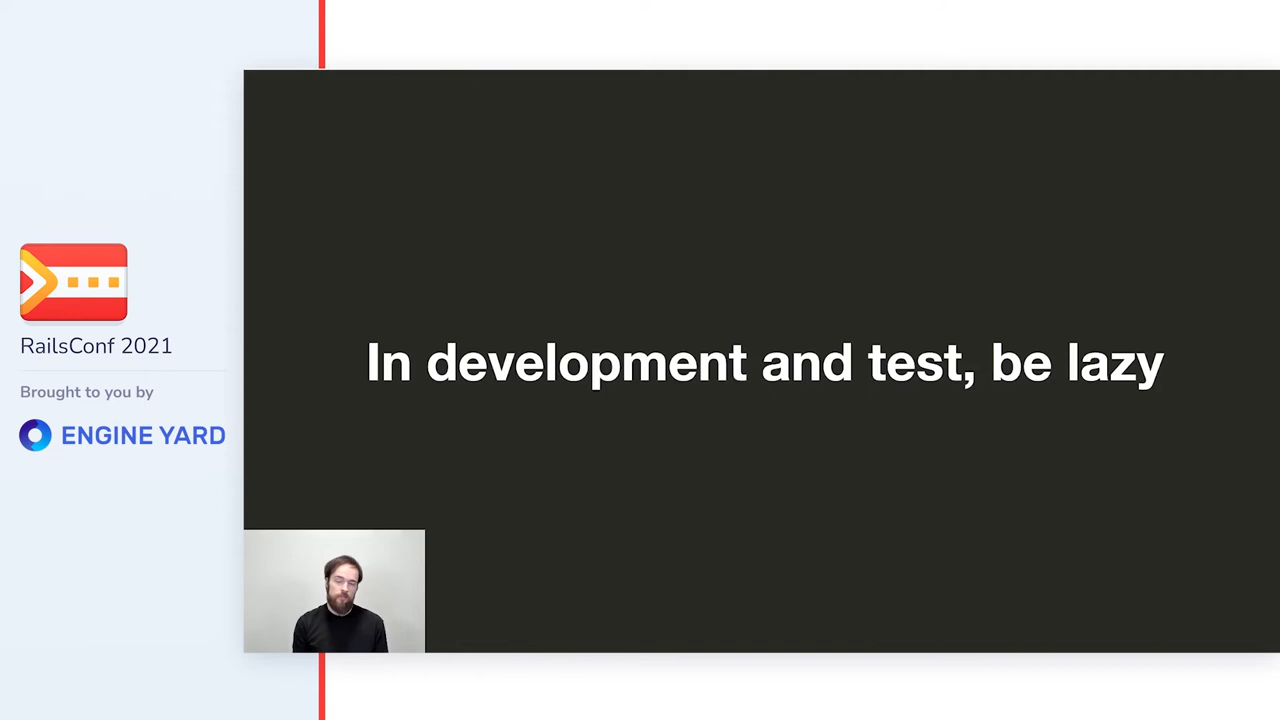 In development and test, be lazy
RailsConf 2021
Brought to you by
ENGINE YARD